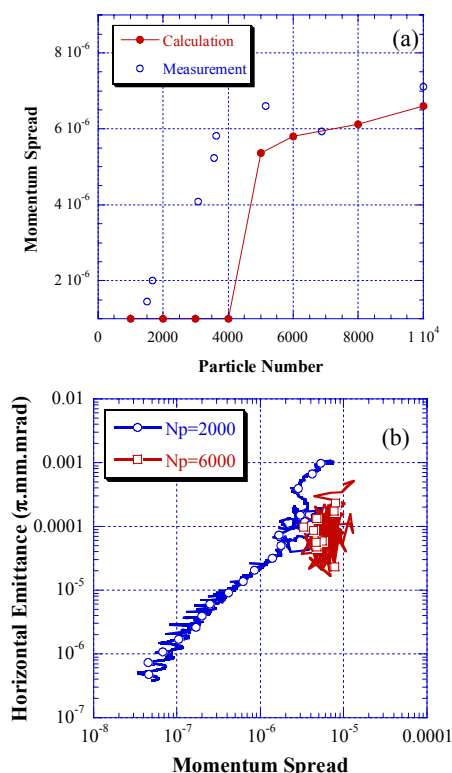 (a)
Calculation
Measurement
Momentum Spread
8 10⁻⁶
6 10⁻⁶
4 10⁻⁶
2 10⁻⁶
0 2000 4000 6000 8000 1 10⁴
Particle Number
(b)
Np=2000
Np=6000
Horizontal Emittance (π.mm.mrad)
0.01
0.001
0.0001
10⁻⁵
10⁻⁶
10⁻⁷
10⁻⁸ 10⁻⁷ 10⁻⁶ 10⁻⁵ 0.0001
Momentum Spread